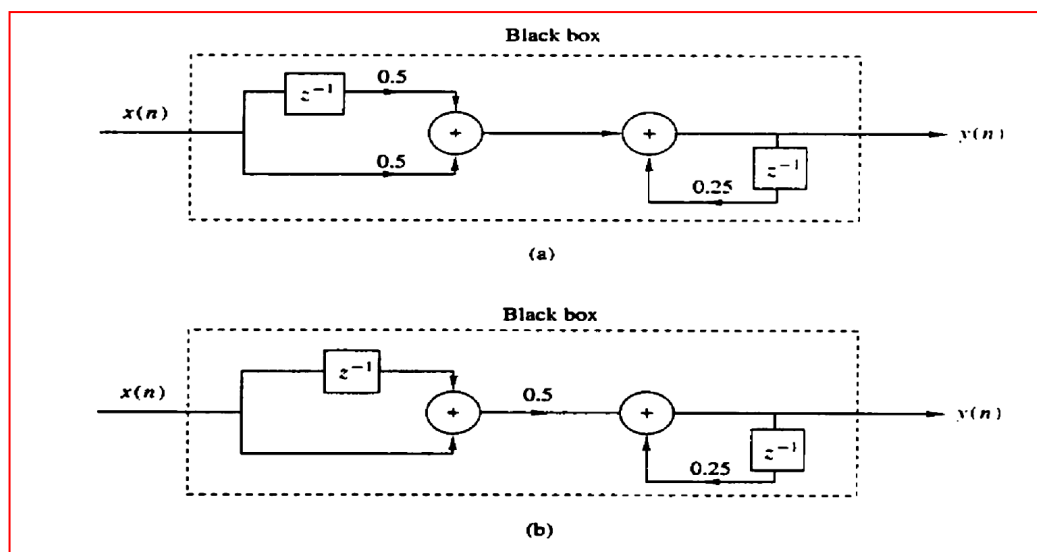 Black box
z⁻¹
0.5
x(n)
+
+
y(n)
z⁻¹
0.5
0.25
(a)
Black box
z⁻¹
x(n)
0.5
+
+
y(n)
z⁻¹
0.25
(b)